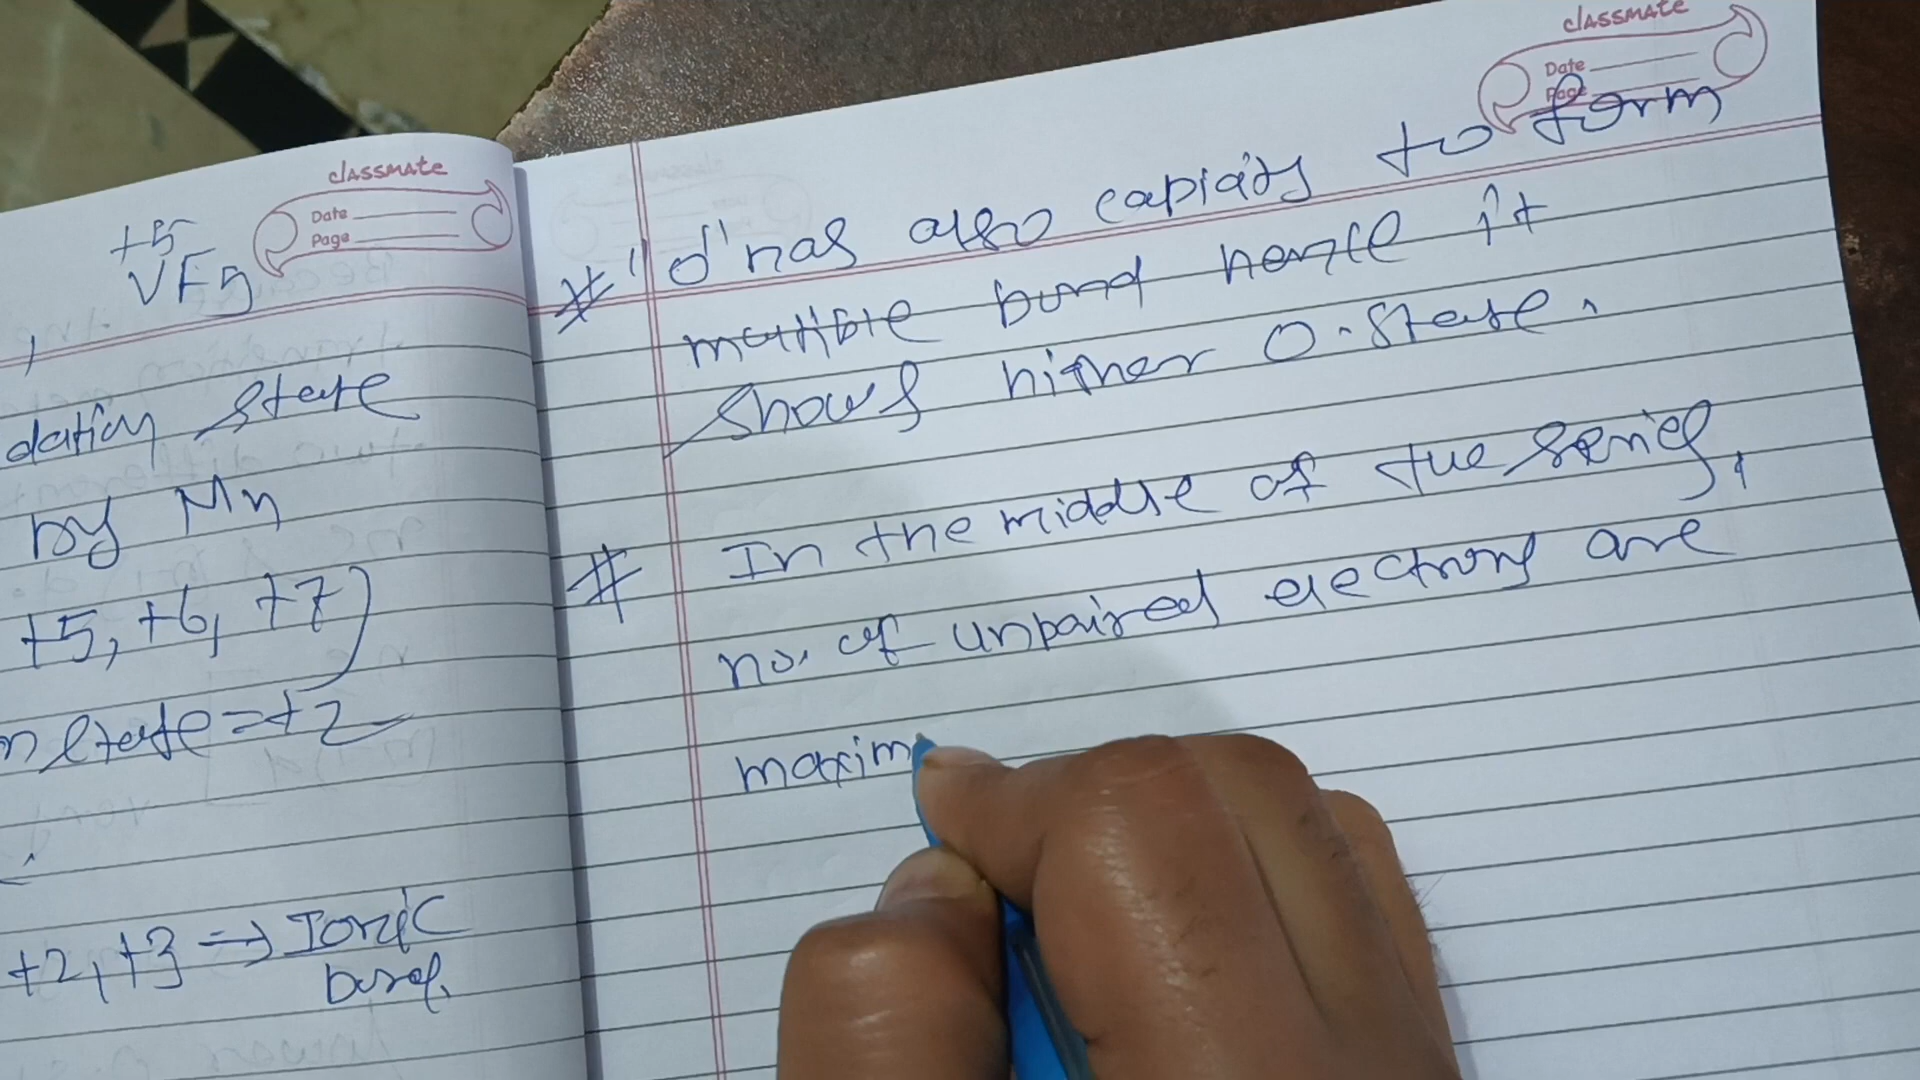 classmate
Date
Page
+5
VF5
dation state
by Mn
+5, +6, +7)
n state = +2
+2, +3 => Ionic
classmate
Date
Page
# "d" has also to form
multiple bond hence it
shows higher O.State.
# In the middle of the series,
no. of unpaired electrons are
maxim